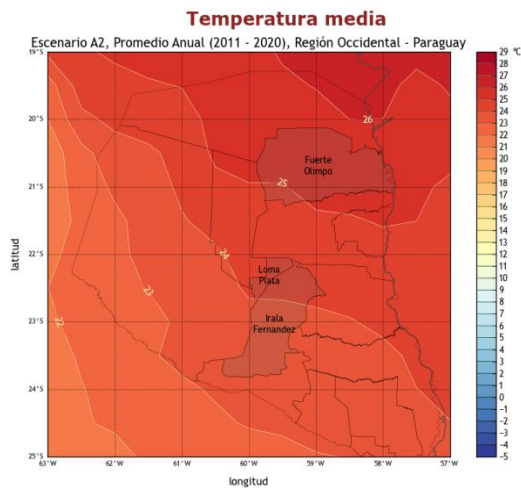 Temperatura media
Escenario A2, Promedio Anual (2011 - 2020), Región Occidental - Paraguay
19°S
20°S
21°S
22°S
23°S
24°S
25°S
latitud
26
Fuerte
Olimpo
25
24
Loma
Plata
23
22
Irala
Fernandez
63°W
62°W
61°W
60°W
59°W
58°W
57°W
longitud
29 °C
28
27
26
25
24
23
22
21
20
19
18
17
16
15
14
13
12
11
10
9
8
7
6
5
4
3
2
1
0
−1
−2
−3
−4
−5